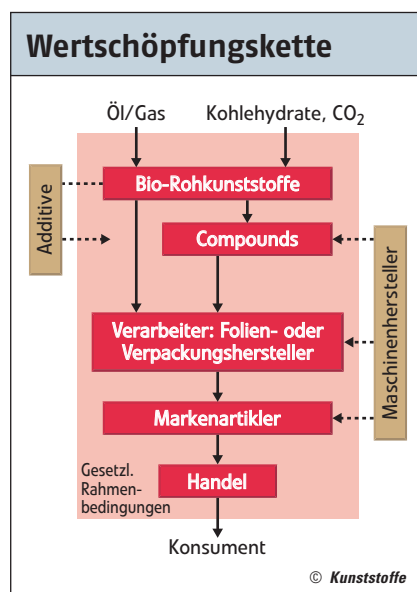 Wertschöpfungskette
Öl/Gas
Kohlehydrate, CO₂
Bio-Rohkunststoffe
Additive
Compounds
Maschinenhersteller
Verarbeiter: Folien- oder
Verpackungshersteller
Markenartikler
Gesetzl.
Rahmen-
bedingungen
Handel
Konsument
© Kunststoffe